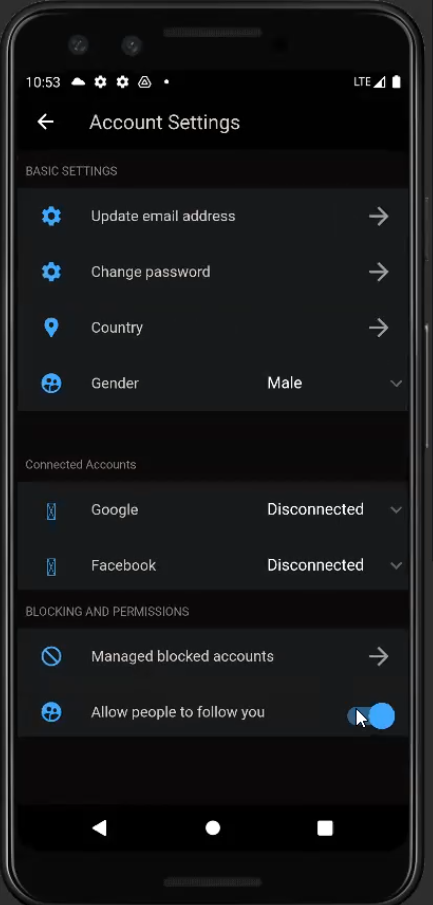 10:53 LTE
Account Settings
BASIC SETTINGS
Update email address
Change password
Country
Gender Male
Connected Accounts
Google Disconnected
Facebook Disconnected
BLOCKING AND PERMISSIONS
Managed blocked accounts
Allow people to follow you